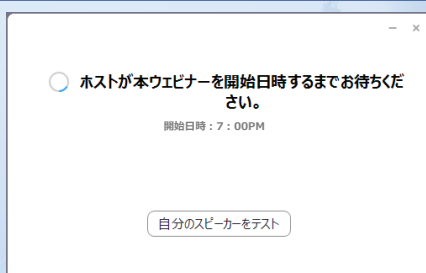 ホストが本ウェビナーを開始日時するまでお待ちくだ
さい。
開始日時：7：00PM
自分のスピーカーをテスト